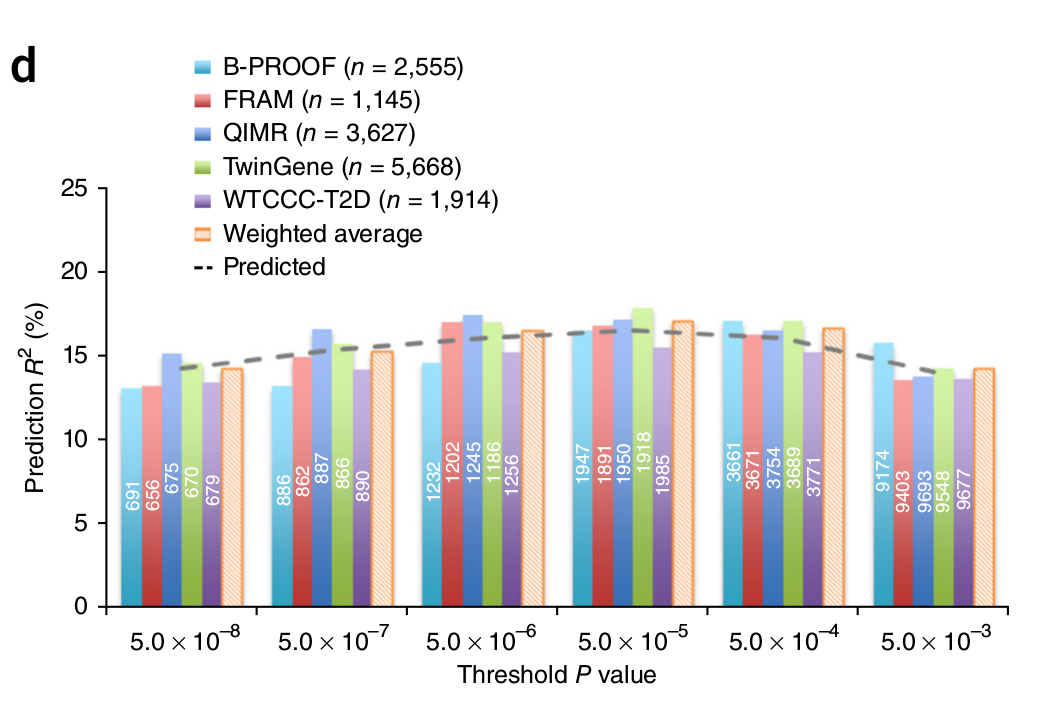 d
B-PROOF (n = 2,555)
FRAM (n = 1,145)
QIMR (n = 3,627)
TwinGene (n = 5,668)
WTCCC-T2D (n = 1,914)
Weighted average
Predicted
25
20
15
10
5
0
Prediction R² (%)
691 656 675 670 679
886 862 887 866 890
1232 1202 1245 1186 1256
1947 1891 1950 1918 1985
3661 3671 3754 3689 3771
9174 9403 9693 9548 9677
5.0 × 10⁻⁸ 5.0 × 10⁻⁷ 5.0 × 10⁻⁶ 5.0 × 10⁻⁵ 5.0 × 10⁻⁴ 5.0 × 10⁻³
Threshold P value